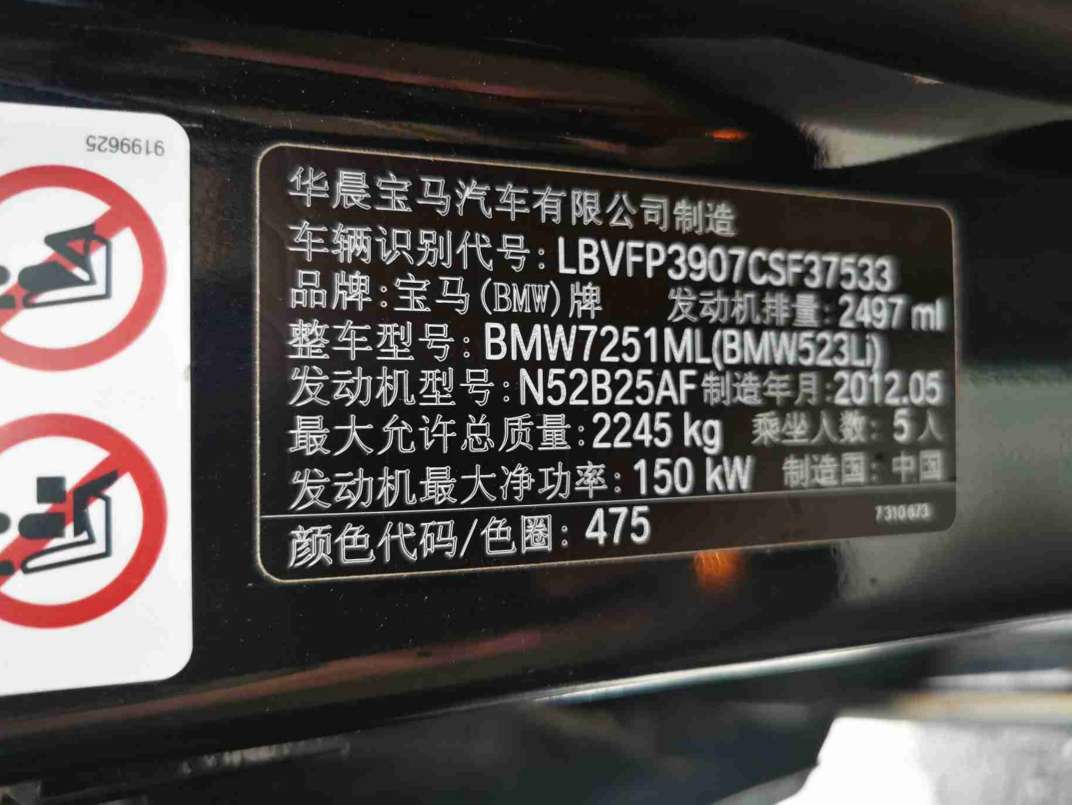 9199625
华晨宝马汽车有限公司制造
车辆识别代号:LBVFP3907CSF37533
品牌:宝马(BMW)牌 发动机排量:2497 ml
整车型号:BMW7251ML(BMW523Li)
发动机型号:N52B25AF 制造年月:2012.05
最大允许总质量:2245 kg 乘坐人数:5人
发动机最大净功率:150 kW 制造国:中国
颜色代码/色圈:475 7310673